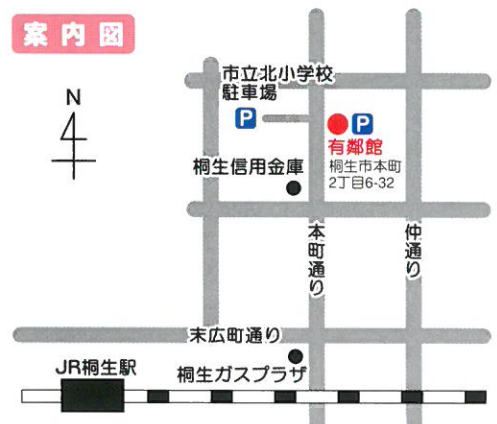 案内図
N
市立北小学校
駐車場
P
P
有鄰館
桐生市本町
2丁目6-32
桐生信用金庫
本町通り
仲通り
末広町通り
JR桐生駅
桐生ガスプラザ